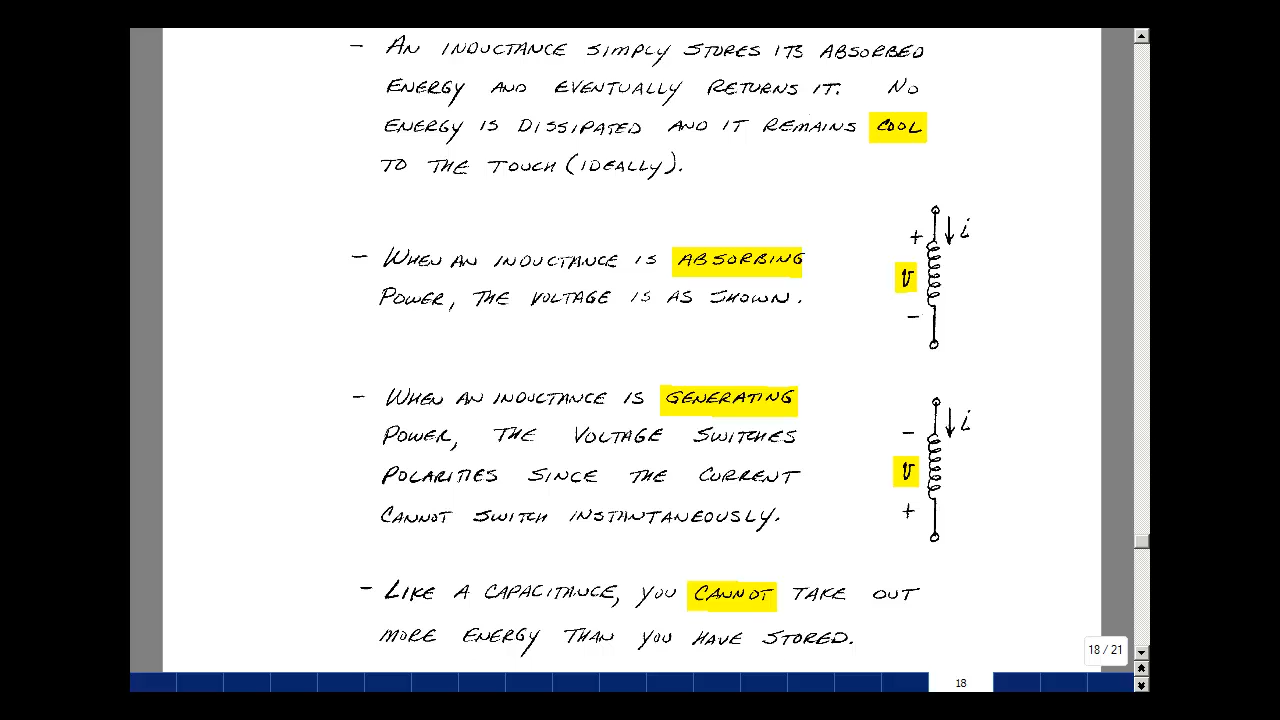 - AN INDUCTANCE SIMPLY STORES ITS ABSORBED
ENERGY AND EVENTUALLY RETURNS IT. NO
ENERGY IS DISSIPATED AND IT REMAINS COOL
TO THE TOUCH (IDEALLY).
- WHEN AN INDUCTANCE IS ABSORBING
POWER, THE VOLTAGE IS AS SHOWN.
+ i
v
-
- WHEN AN INDUCTANCE IS GENERATING
POWER, THE VOLTAGE SWITCHES
POLARITIES SINCE THE CURRENT
CANNOT SWITCH INSTANTANEOUSLY.
- i
v
+
- LIKE A CAPACITANCE, YOU CANNOT TAKE OUT
MORE ENERGY THAN YOU HAVE STORED.
18 / 21
18